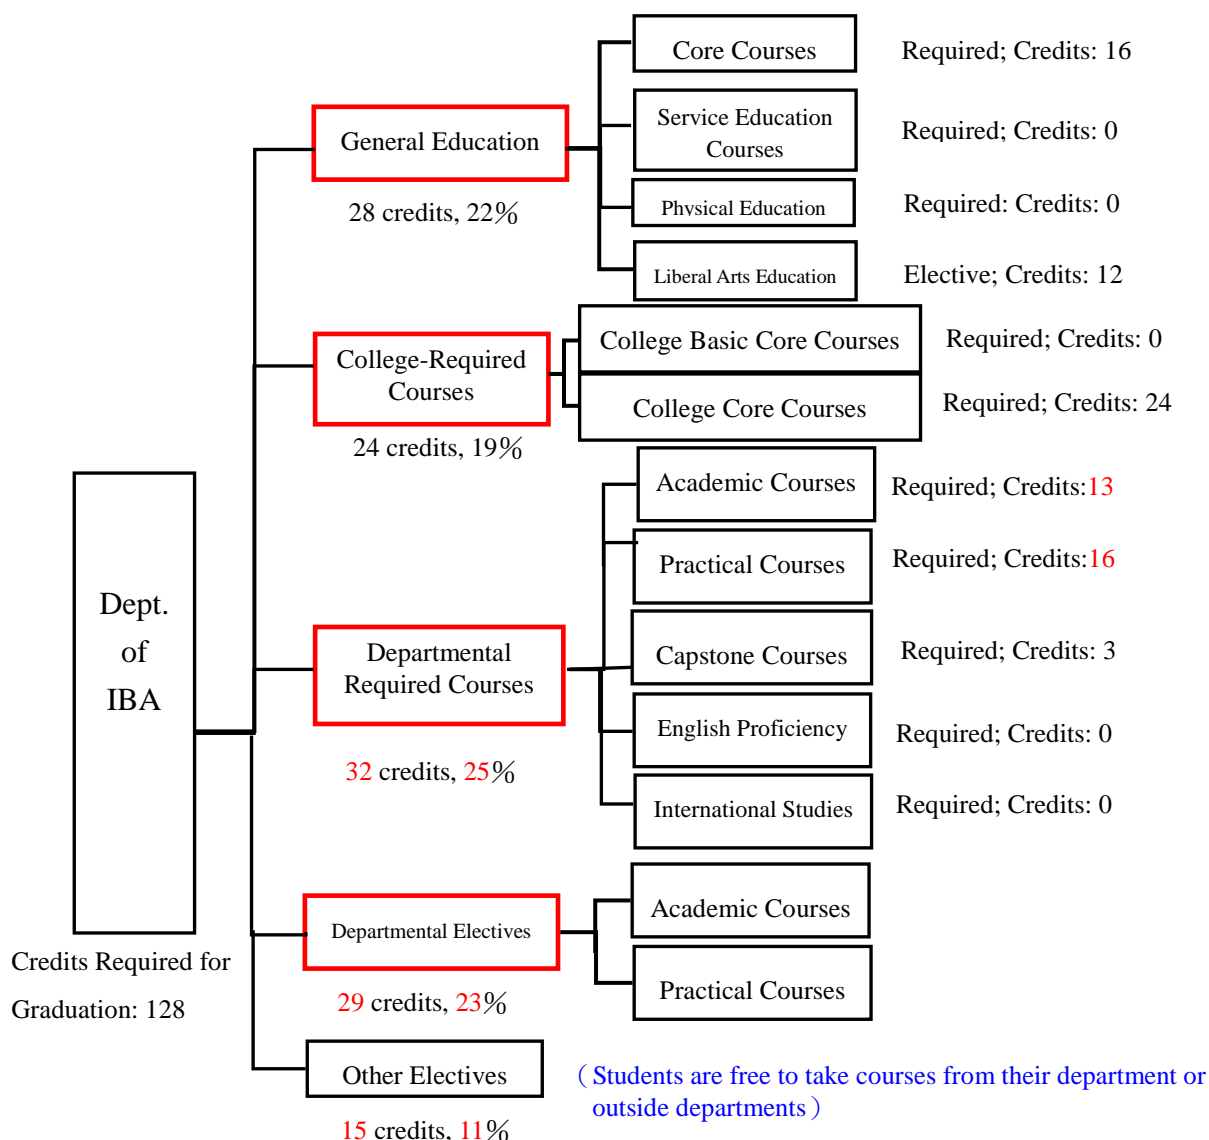 Core Courses
Required; Credits: 16
Service Education
Courses
Required; Credits: 0
General Education
28 credits, 22%
Physical Education
Required: Credits: 0
Liberal Arts Education
Elective; Credits: 12
College-Required
Courses
24 credits, 19%
College Basic Core Courses
Required; Credits: 0
College Core Courses
Required; Credits: 24
Dept.
of
IBA
Credits Required for
Graduation: 128
Departmental
Required Courses
32 credits, 25%
Academic Courses
Required; Credits:13
Practical Courses
Required; Credits:16
Capstone Courses
Required; Credits: 3
English Proficiency
Required; Credits: 0
International Studies
Required; Credits: 0
Departmental Electives
29 credits, 23%
Academic Courses
Practical Courses
Other Electives
15 credits, 11%
（Students are free to take courses from their department or
outside departments）